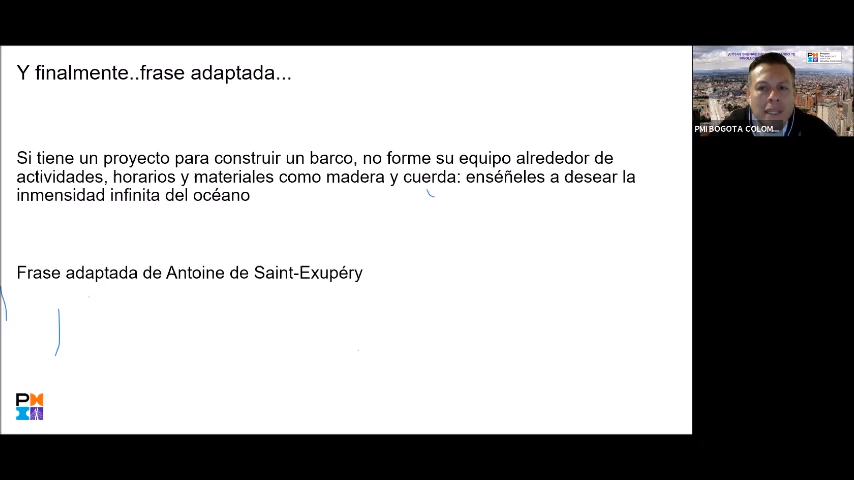 Y finalmente..frase adaptada...
Si tiene un proyecto para construir un barco, no forme su equipo alrededor de
actividades, horarios y materiales como madera y cuerda: enséñeles a desear la
inmensidad infinita del océano
Frase adaptada de Antoine de Saint-Exupéry
PMI BOGOTA COLOM...